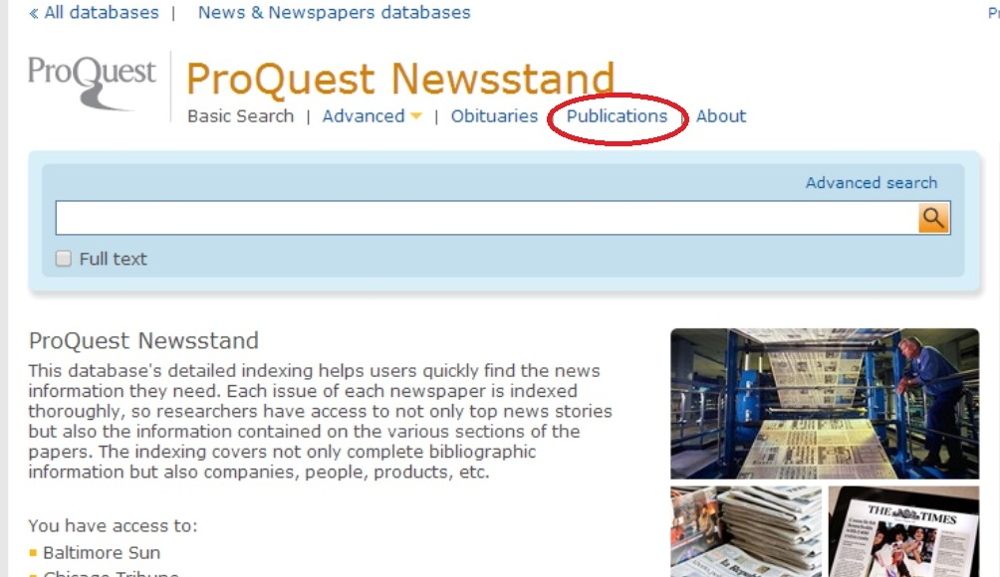 « All databases | News & Newspapers databases
ProQuest
ProQuest Newsstand
Basic Search | Advanced | Obituaries Publications | About
Advanced search
Full text
ProQuest Newsstand
This database's detailed indexing helps users quickly find the news
information they need. Each issue of each newspaper is indexed
thoroughly, so researchers have access to not only top news stories
but also the information contained on the various sections of the
papers. The indexing covers not only complete bibliographic
information but also companies, people, products, etc.
THE TIMES
You have access to:
Baltimore Sun
Chicago Tribune